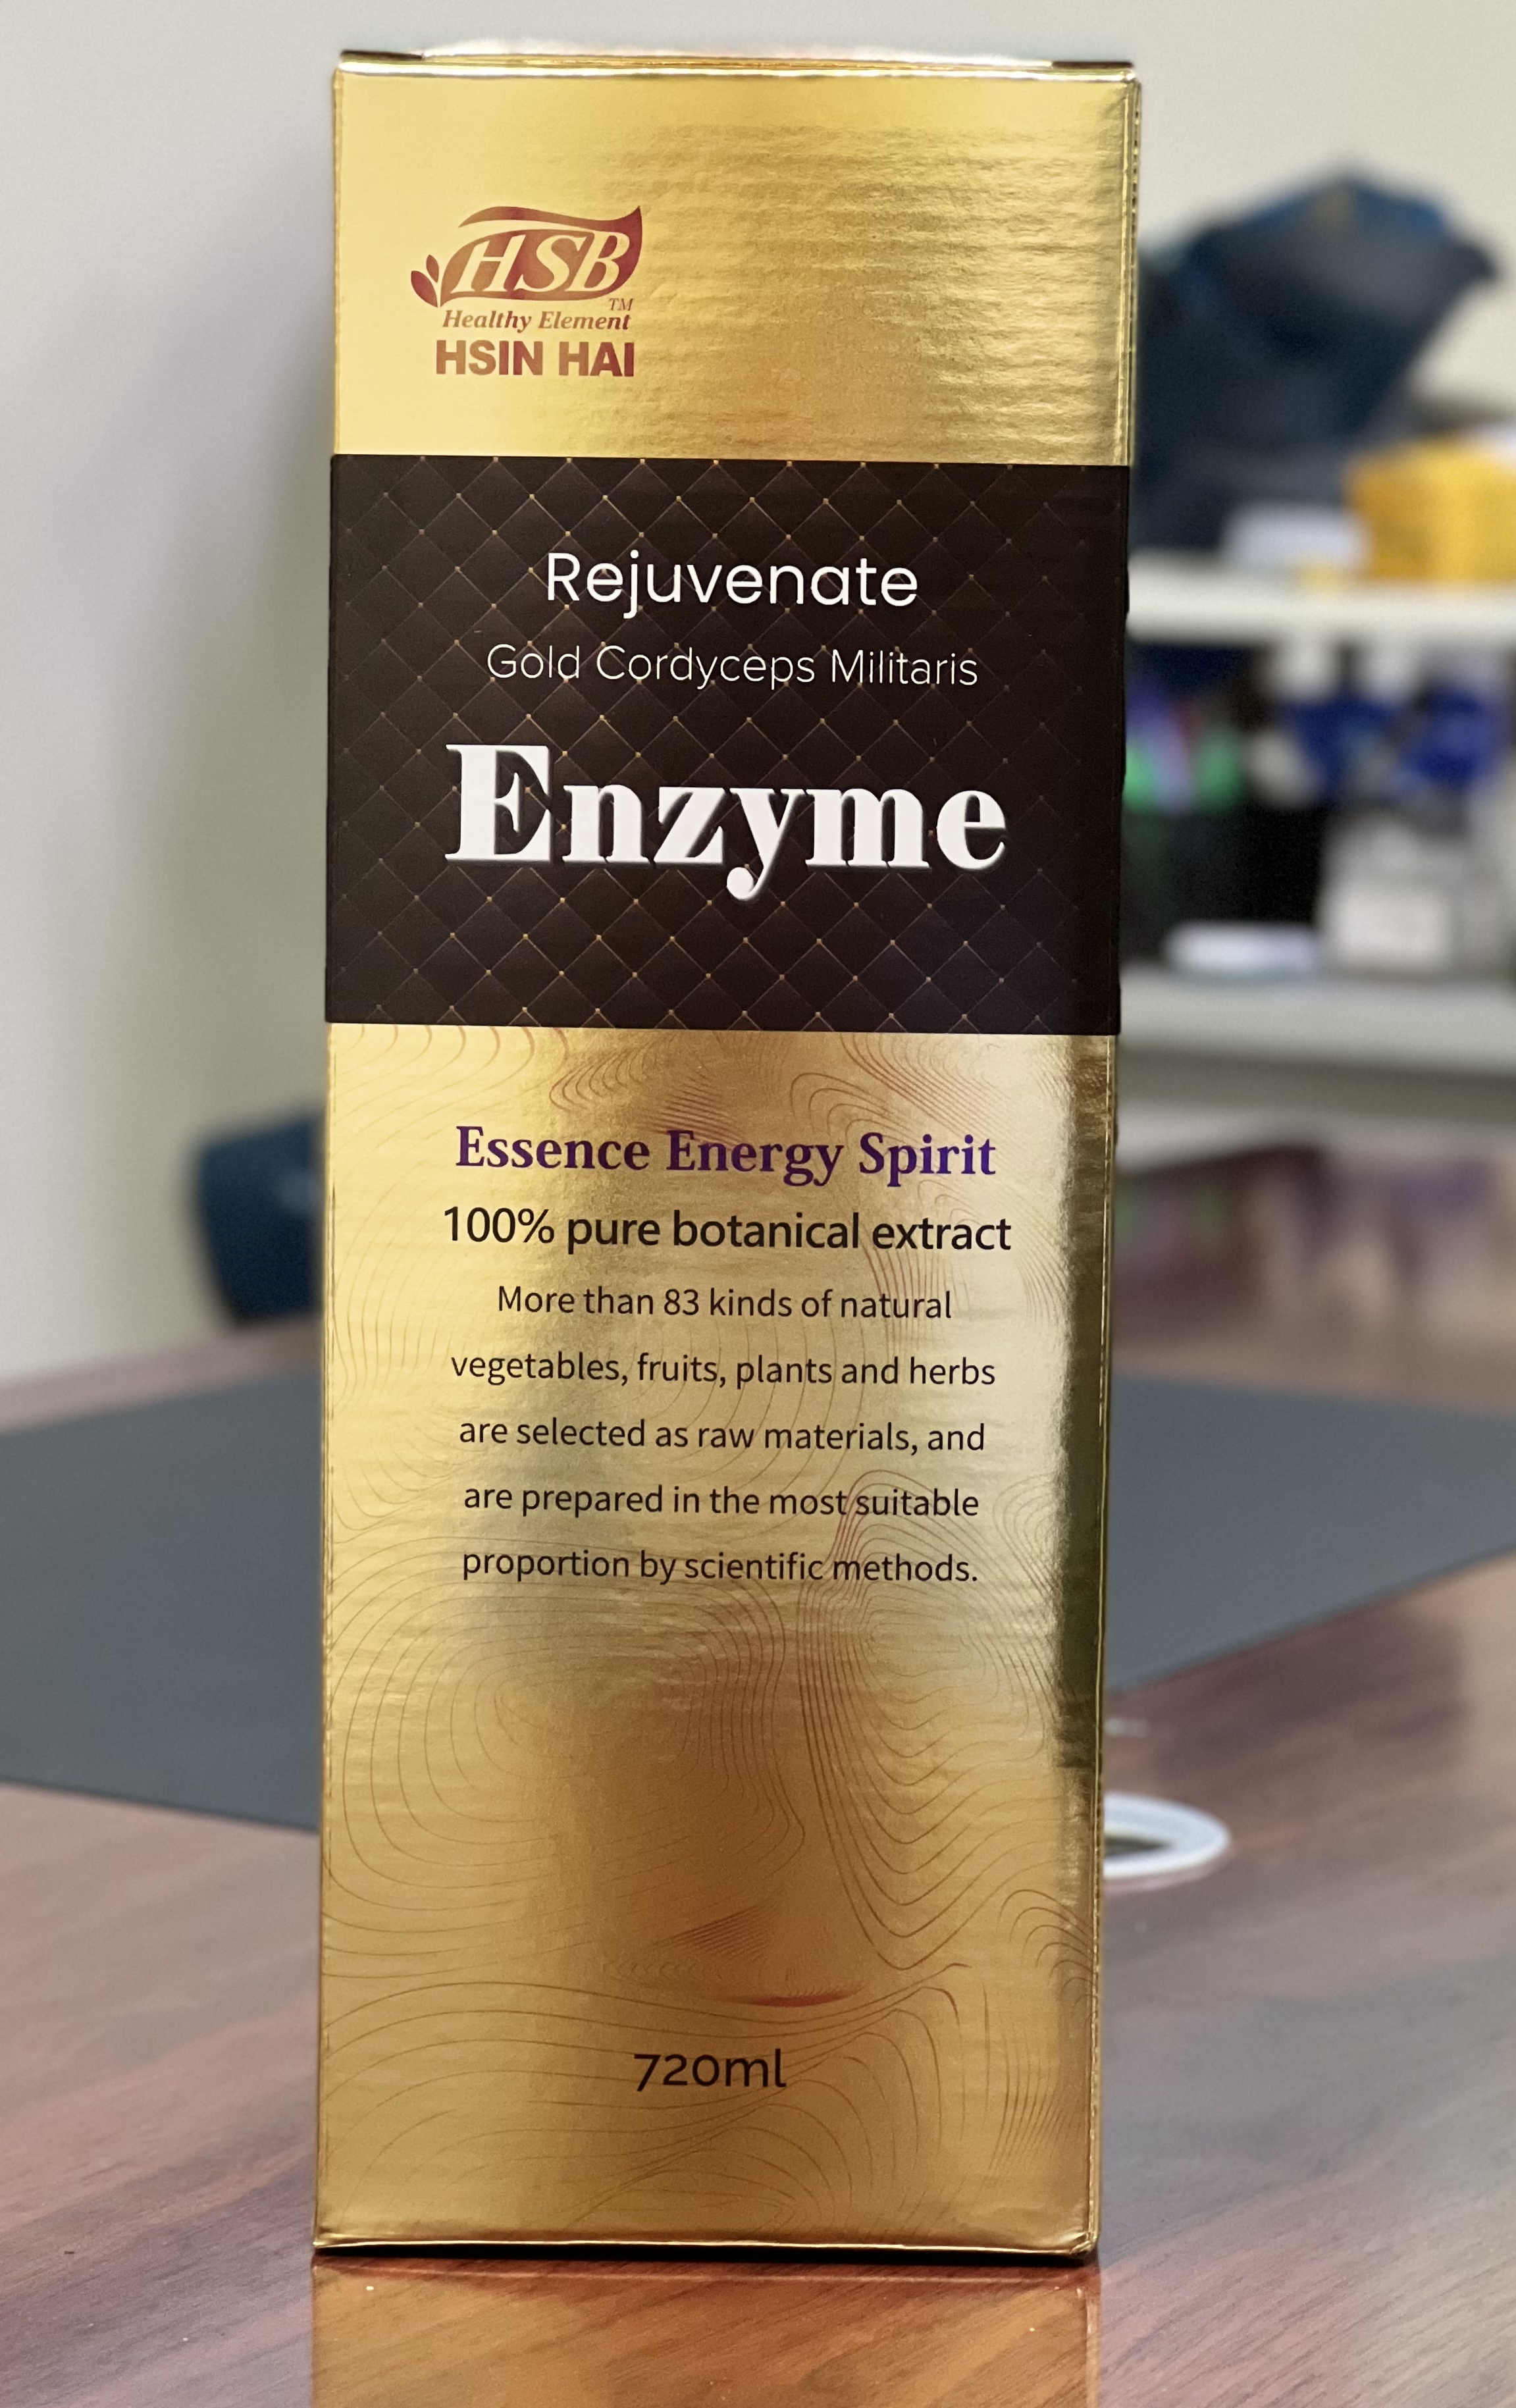 HSB
TM
Healthy Element
HSIN HAI
Rejuvenate
Gold Cordyceps Militaris
Enzyme
Essence Energy Spirit
100% pure botanical extract
More than 83 kinds of natural
vegetables, fruits, plants and herbs
are selected as raw materials, and
are prepared in the most suitable
proportion by scientific methods.
720ml